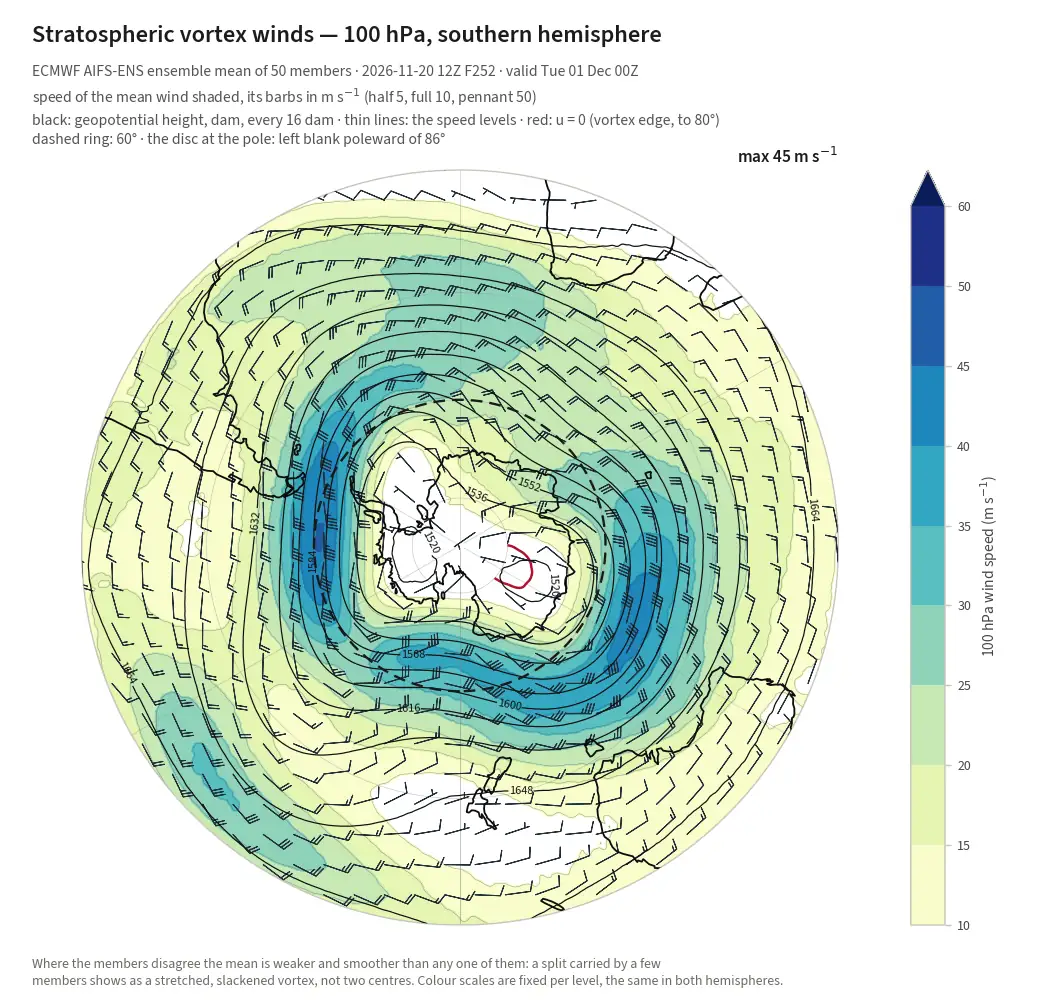 Stratospheric vortex winds — 100 hPa, southern hemisphere
ECMWF AIFS-ENS ensemble mean of 50 members · 2026-11-20 12Z F252 · valid Tue 01 Dec 00Z
speed of the mean wind shaded, its barbs in m s⁻¹ (half 5, full 10, pennant 50)
black: geopotential height, dam, every 16 dam · thin lines: the speed levels · red: u = 0 (vortex edge, to 80°)
dashed ring: 60° · the disc at the pole: left blank poleward of 86°
max 45 m s⁻¹
60
50
45
40
35
30
25
20
15
10
100 hPa wind speed (m s⁻¹)
1552
1536
1664
1632
1520
1584
1520
1568
1664
1600
1616
1648
Where the members disagree the mean is weaker and smoother than any one of them: a split carried by a few
members shows as a stretched, slackened vortex, not two centres. Colour scales are fixed per level, the same in both hemispheres.